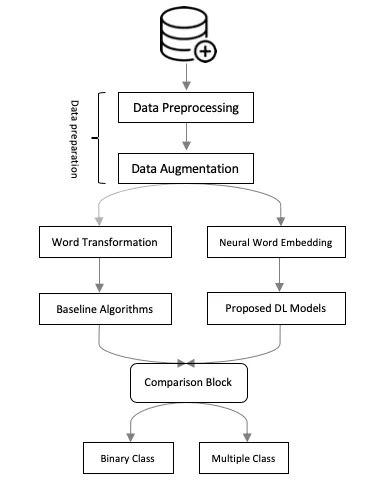 Data Preprocessing
Data preparation
Data Augmentation
Word Transformation
Neural Word Embedding
Baseline Algorithms
Proposed DL Models
Comparison Block
Binary Class
Multiple Class